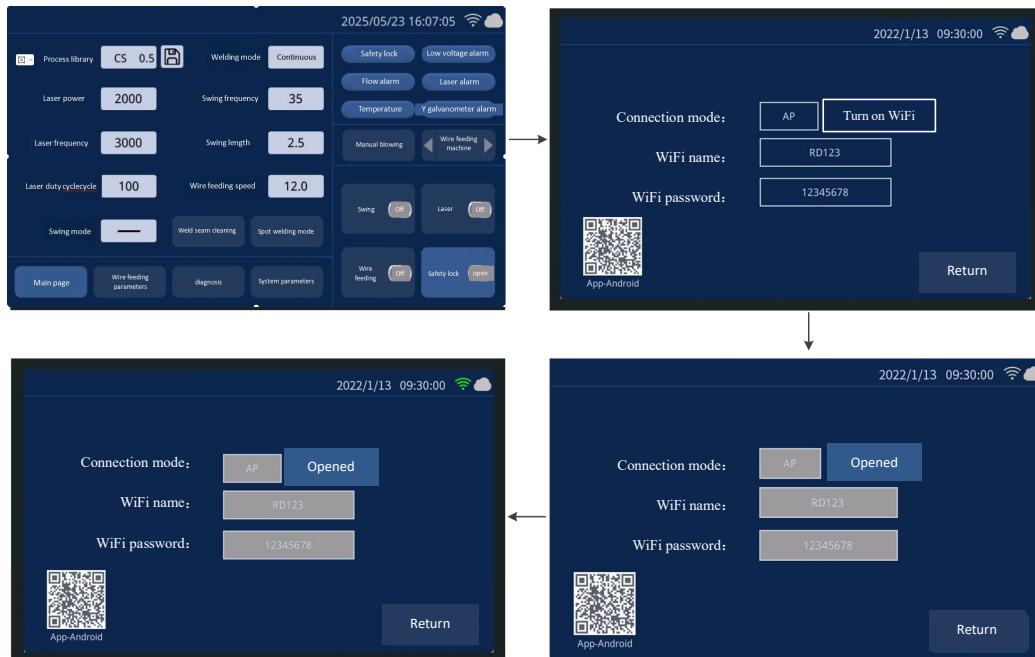 2025/05/23 16:07:05
Process library CS 0.5 Welding mode Continuous
Laser power 2000 Swing frequency 35
Laser frequency 3000 Swing length 2.5
Laser duty cyclecycle 100 Wire feeding speed 12.0
Swing mode Weld seam cleaning Spot welding mode
Main page Wire feeding parameters diagnosis System parameters
Safety lock Low voltage alarm
Flow alarm Laser alarm
Temperature Y galvanometer alarm
Manual blowing Wire feeding machine
Swing Off Laser Off
Wire feeding Off Safety lock open
2022/1/13 09:30:00
Connection mode: AP Turn on WiFi
WiFi name: RD123
WiFi password: 12345678
App-Android
Return
2022/1/13 09:30:00
Connection mode: AP Opened
WiFi name: RD123
WiFi password: 12345678
App-Android
Return
2022/1/13 09:30:00
Connection mode: AP Opened
WiFi name: RD123
WiFi password: 12345678
App-Android
Return